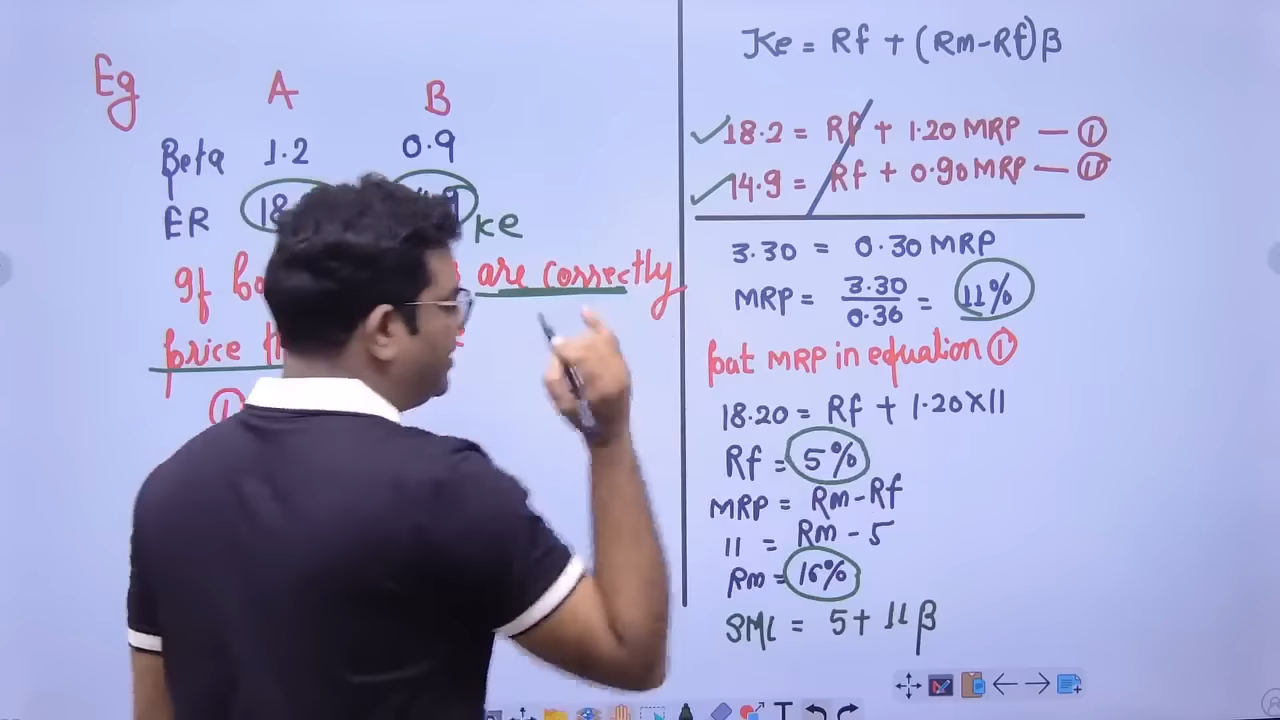 Eg
A B
Beta 1.2 0.9
ER 18
Ke
If are correctly
price
①
Ke = Rf + (Rm-Rf)β
18.2 = Rf + 1.20 MRP — ①
14.9 = Rf + 0.90 MRP — ⑪
3.30 = 0.30 MRP
MRP = 3.30 / 0.30 = 11%
put MRP in equation ①
18.20 = Rf + 1.20 X 11
Rf = 5%
MRP = Rm - Rf
11 = Rm - 5
Rm = 16%
SML = 5 + 11 β
T